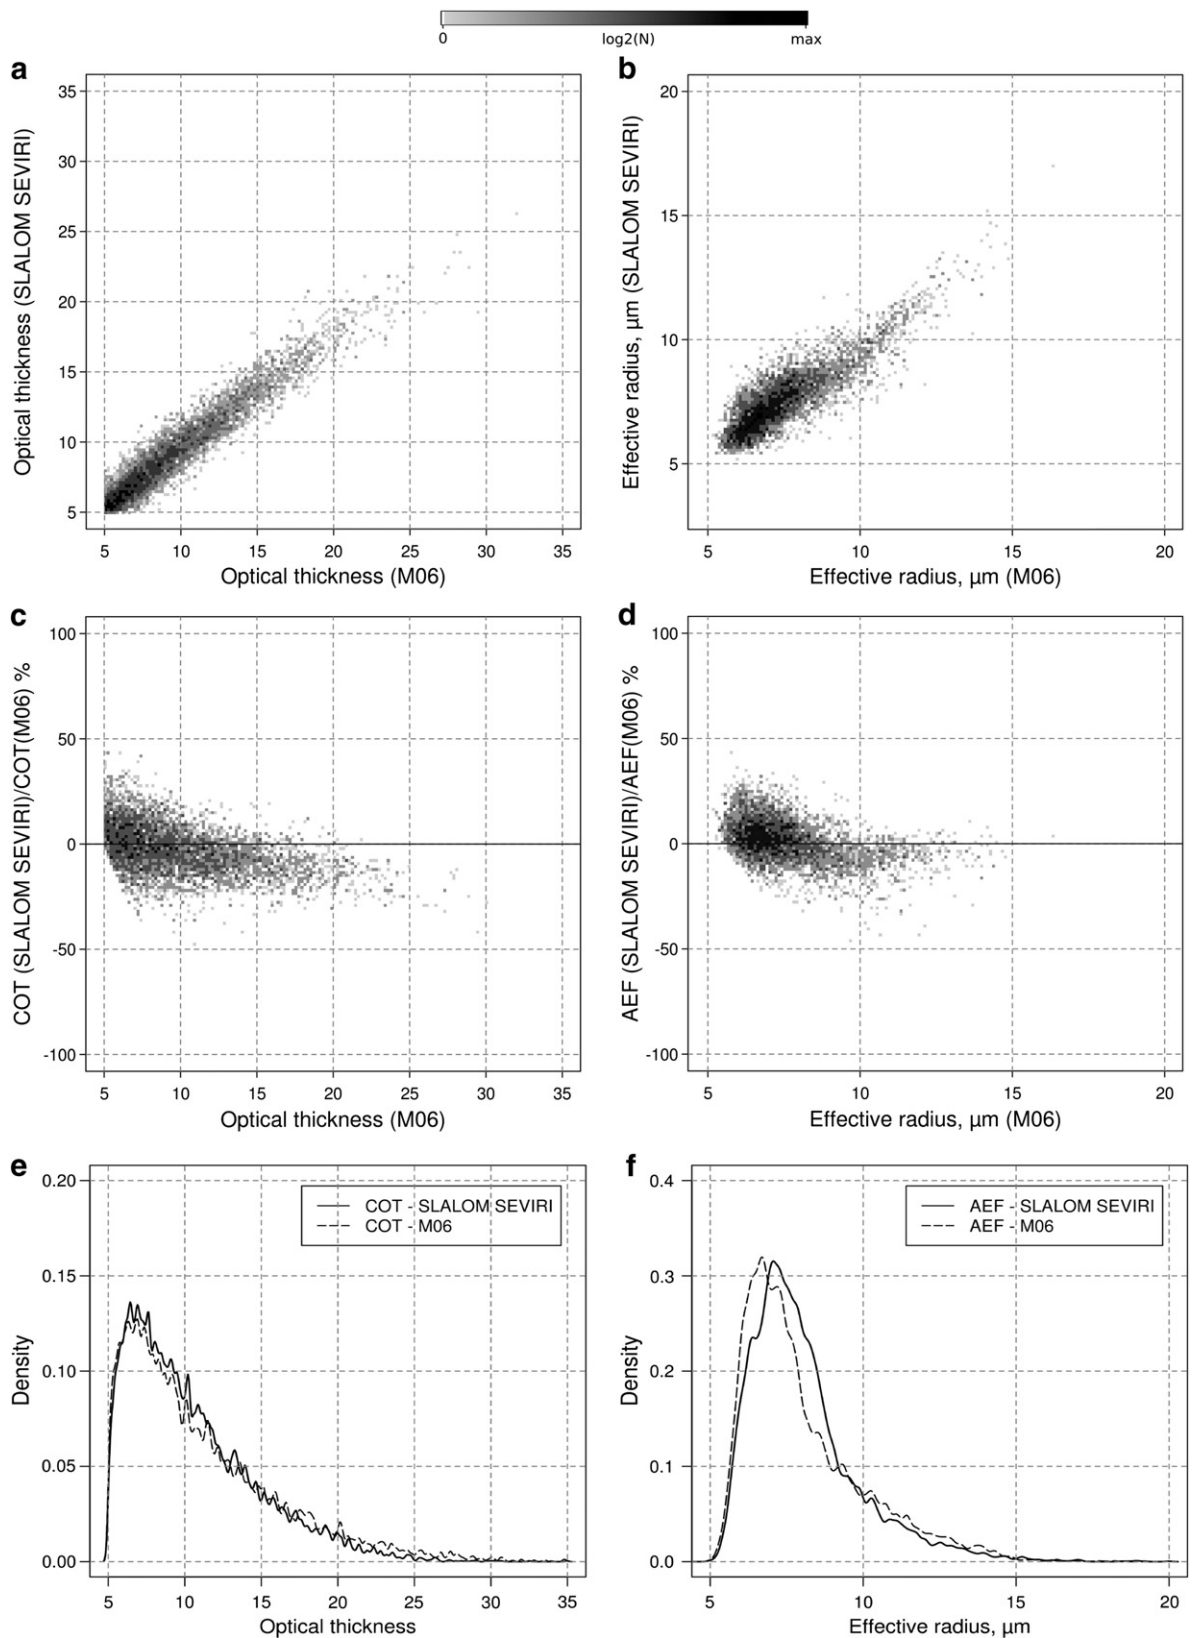 0 log2(N) max
a
35
30
25
20
15
10
5
Optical thickness (SLALOM SEVIRI)
5 10 15 20 25 30 35
Optical thickness (M06)
b
20
15
10
5
Effective radius, µm (SLALOM SEVIRI)
5 10 15 20
Effective radius, µm (M06)
c
100
50
0
-50
-100
COT (SLALOM SEVIRI)/COT(M06) %
5 10 15 20 25 30 35
Optical thickness (M06)
d
100
50
0
-50
-100
AEF (SLALOM SEVIRI)/AEF(M06) %
5 10 15 20
Effective radius, µm (M06)
e
0.20
0.15
0.10
0.05
0.00
Density
COT - SLALOM SEVIRI
COT - M06
5 10 15 20 25 30 35
Optical thickness
f
0.4
0.3
0.2
0.1
0.0
Density
AEF - SLALOM SEVIRI
AEF - M06
5 10 15 20
Effective radius, µm